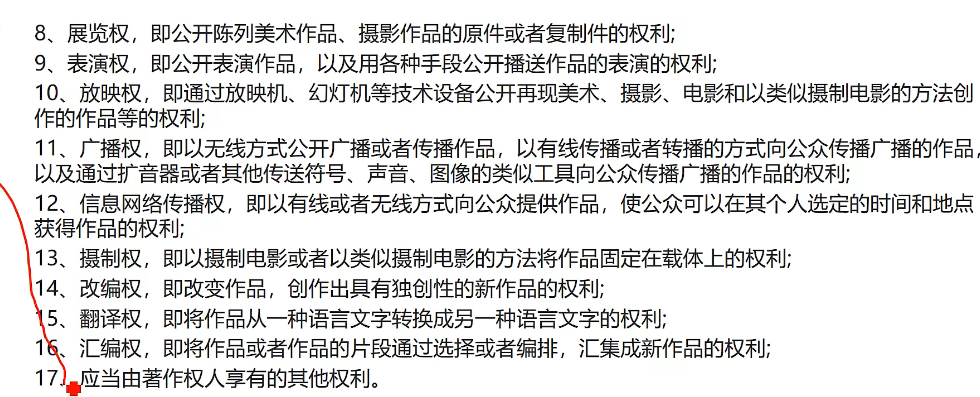 8、展览权，即公开陈列美术作品、摄影作品的原件或者复制件的权利;
9、表演权，即公开表演作品，以及用各种手段公开播送作品的表演的权利;
10、放映权，即通过放映机、幻灯机等技术设备公开再现美术、摄影、电影和以类似摄制电影的方法创
作的作品等的权利;
11、广播权，即以无线方式公开广播或者传播作品，以有线传播或者转播的方式向公众传播广播的作品，
以及通过扩音器或者其他传送符号、声音、图像的类似工具向公众传播广播的作品的权利;
12、信息网络传播权，即以有线或者无线方式向公众提供作品，使公众可以在其个人选定的时间和地点
获得作品的权利;
13、摄制权，即以摄制电影或者以类似摄制电影的方法将作品固定在载体上的权利;
14、改编权，即改变作品，创作出具有独创性的新作品的权利;
15、翻译权，即将作品从一种语言文字转换成另一种语言文字的权利;
16、汇编权，即将作品或者作品的片段通过选择或者编排，汇集成新作品的权利;
17、应当由著作权人享有的其他权利。